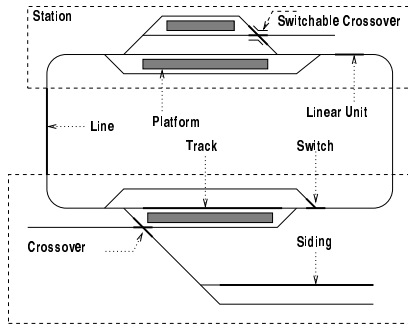 Station
Switchable Crossover
Linear Unit
Platform
Line
Track
Switch
Crossover
Siding